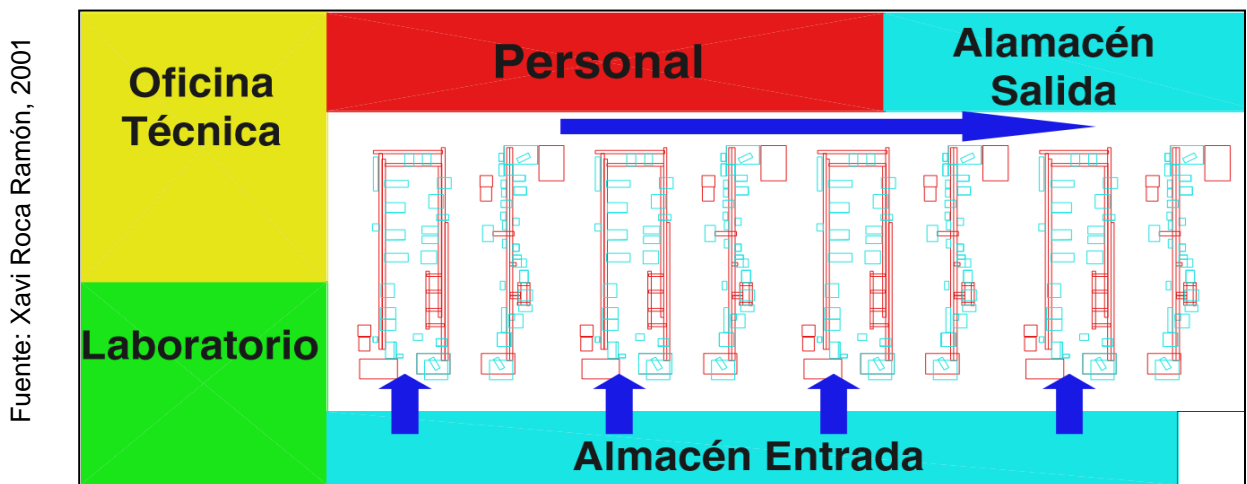 Fuente: Xavi Roca Ramón, 2001
Oficina
Técnica
Personal
Alamacén
Salida
Laboratorio
Almacén Entrada